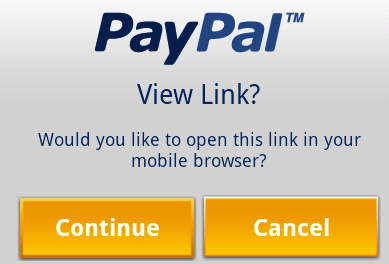 PayPal™
View Link?
Would you like to open this link in your
mobile browser?
Continue Cancel